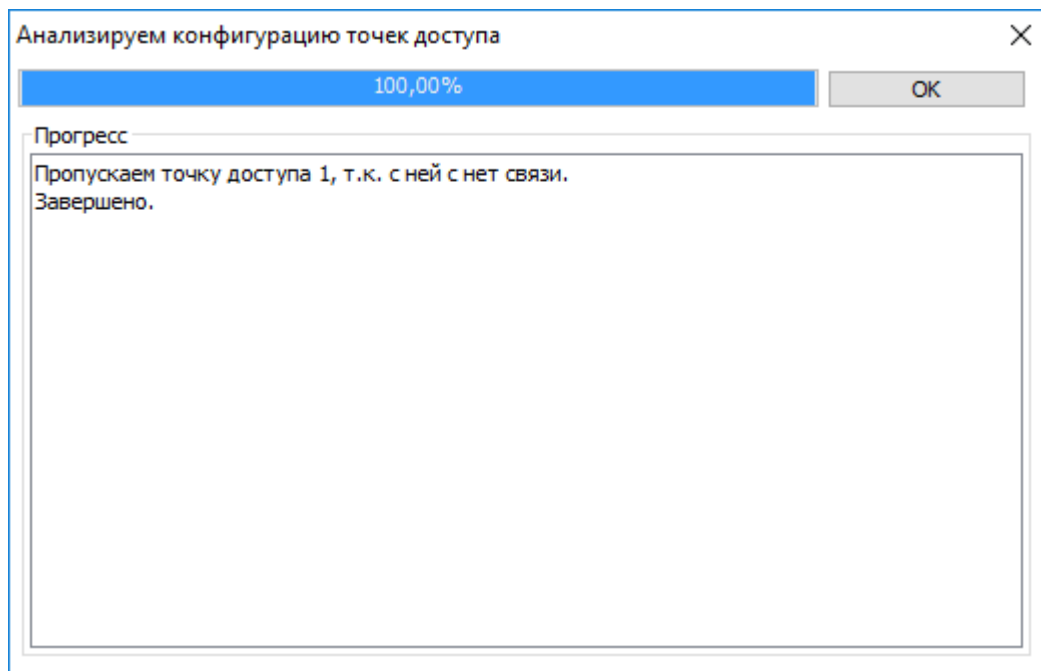 Анализируем конфигурацию точек доступа
100,00%
OK
Прогресс
Пропускаем точку доступа 1, т.к. с ней с нет связи.
Завершено.